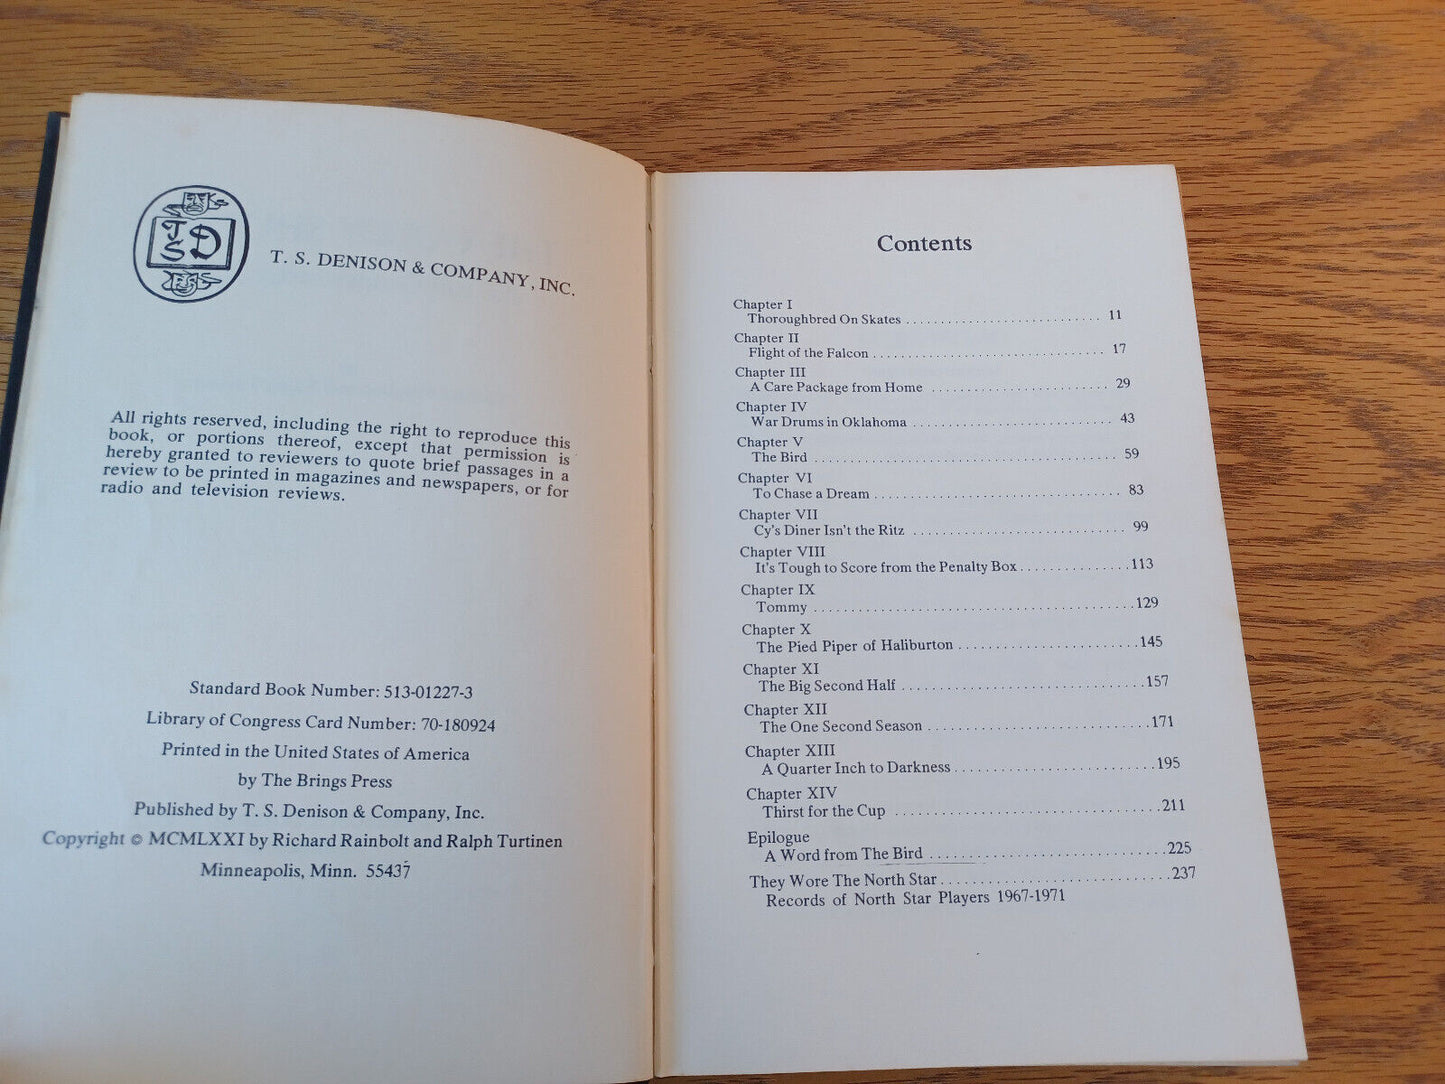 TS
D
T. S. DENISON & COMPANY, INC.
All rights reserved, including the right to reproduce this
book, or portions thereof, except that permission is
hereby granted to reviewers to quote brief passages in a
review to be printed in magazines and newspapers, or for
radio and television reviews.
Standard Book Number: 513-01227-3
Library of Congress Card Number: 70-180924
Printed in the United States of America
by The Brings Press
Published by T. S. Denison & Company, Inc.
Copyright © MCMLXXI by Richard Rainbolt and Ralph Turtinen
Minneapolis, Minn. 55437
Contents
Chapter I
Thoroughbred On Skates ............................ 11
Chapter II
Flight of the Falcon ................................. 17
Chapter III
A Care Package from Home ......................... 29
Chapter IV
War Drums in Oklahoma ............................. 43
Chapter V
The Bird ........................................... 59
Chapter VI
To Chase a Dream .................................. 83
Chapter VII
Cy's Diner Isn't the Ritz ............................. 99
Chapter VIII
It's Tough to Score from the Penalty Box ............... 113
Chapter IX
Tommy ........................................... 129
Chapter X
The Pied Piper of Haliburton ........................ 145
Chapter XI
The Big Second Half ................................ 157
Chapter XII
The One Second Season ............................. 171
Chapter XIII
A Quarter Inch to Darkness .......................... 195
Chapter XIV
Thirst for the Cup .................................. 211
Epilogue
A Word from The Bird .............................. 225
They Wore The North Star ............................ 237
Records of North Star Players 1967-1971